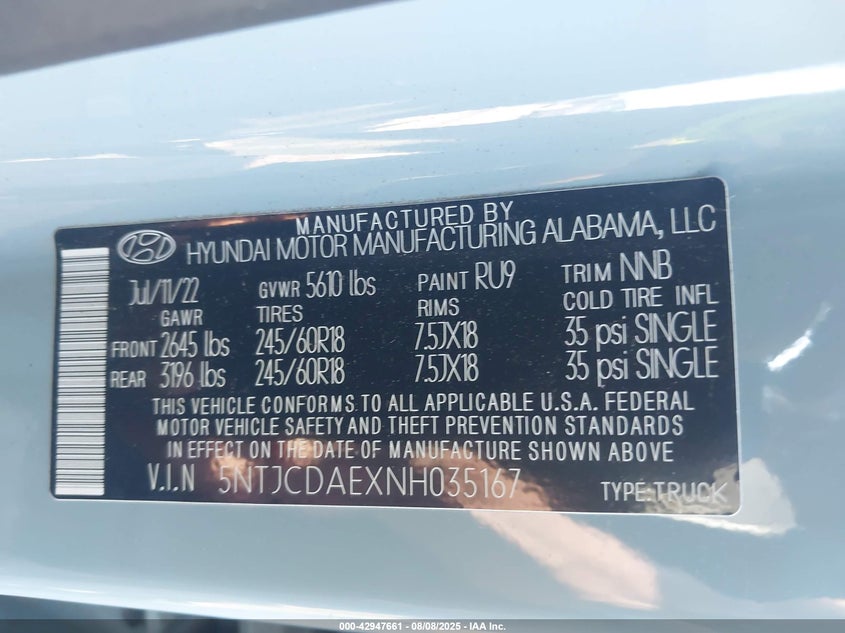 MANUFACTURED BY
HYUNDAI MOTOR MANUFACTURING ALABAMA, LLC
Jul/11/22 GVWR 5610 lbs PAINT RU9 TRIM NNB
GAWR TIRES RIMS COLD TIRE INFL
FRONT 2645 lbs 245/60R18 7.5JX18 35 psi SINGLE
REAR 3196 lbs 245/60R18 7.5JX18 35 psi SINGLE
THIS VEHICLE CONFORMS TO ALL APPLICABLE U.S.A. FEDERAL
MOTOR VEHICLE SAFETY AND THEFT PREVENTION STANDARDS
IN EFFECT ON THE DATE OF MANUFACTURE SHOWN ABOVE
V.I.N 5NTJCDAEXNH035167 TYPE:TRUCK
000-42947661 - 08/08/2025 - IAA Inc.